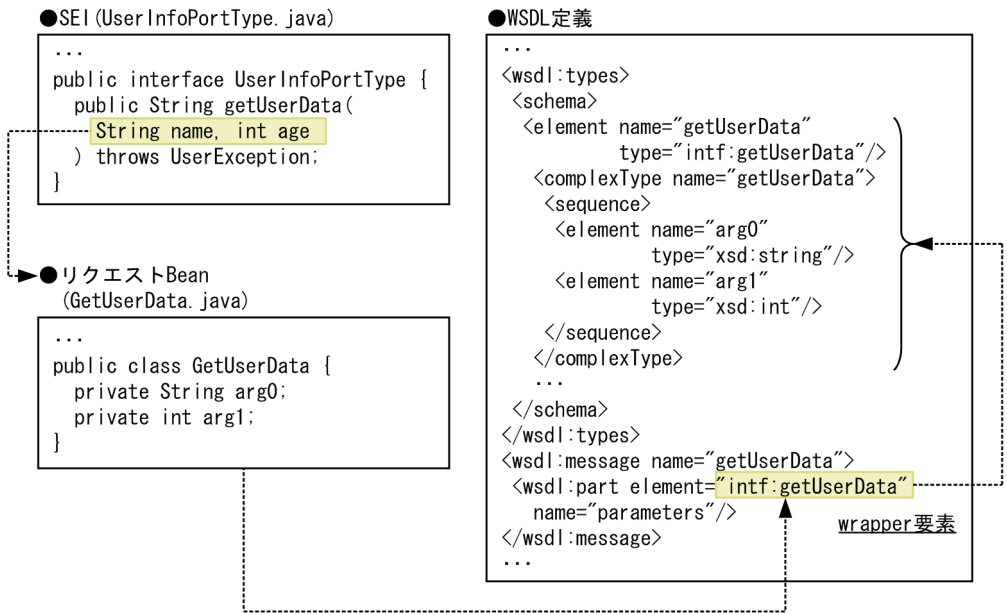 ●SEI(UserInfoPortType.java)
...
public interface UserInfoPortType {
public String getUserData(
String name, int age
) throws UserException;
}
●リクエストBean
(GetUserData.java)
...
public class GetUserData {
private String arg0;
private int arg1;
}
●WSDL定義
...
<wsdl:types>
<schema>
<element name="getUserData"
type="intf:getUserData"/>
<complexType name="getUserData">
<sequence>
<element name="arg0"
type="xsd:string"/>
<element name="arg1"
type="xsd:int"/>
</sequence>
</complexType>
...
</schema>
</wsdl:types>
<wsdl:message name="getUserData">
<wsdl:part element="intf:getUserData"
name="parameters"/>
wrapper要素
</wsdl:message>
...